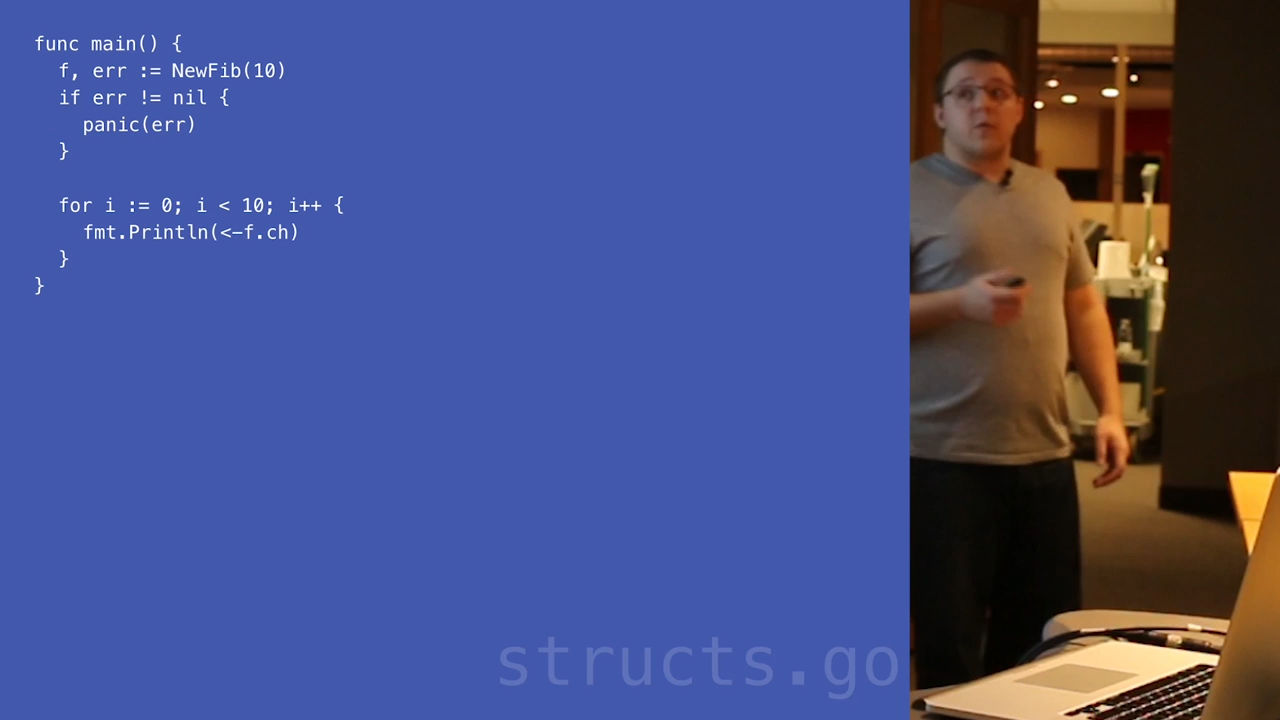 func main() {
  f, err := NewFib(10)
  if err != nil {
    panic(err)
  }

  for i := 0; i < 10; i++ {
    fmt.Println(<-f.ch)
  }
}
structs.go